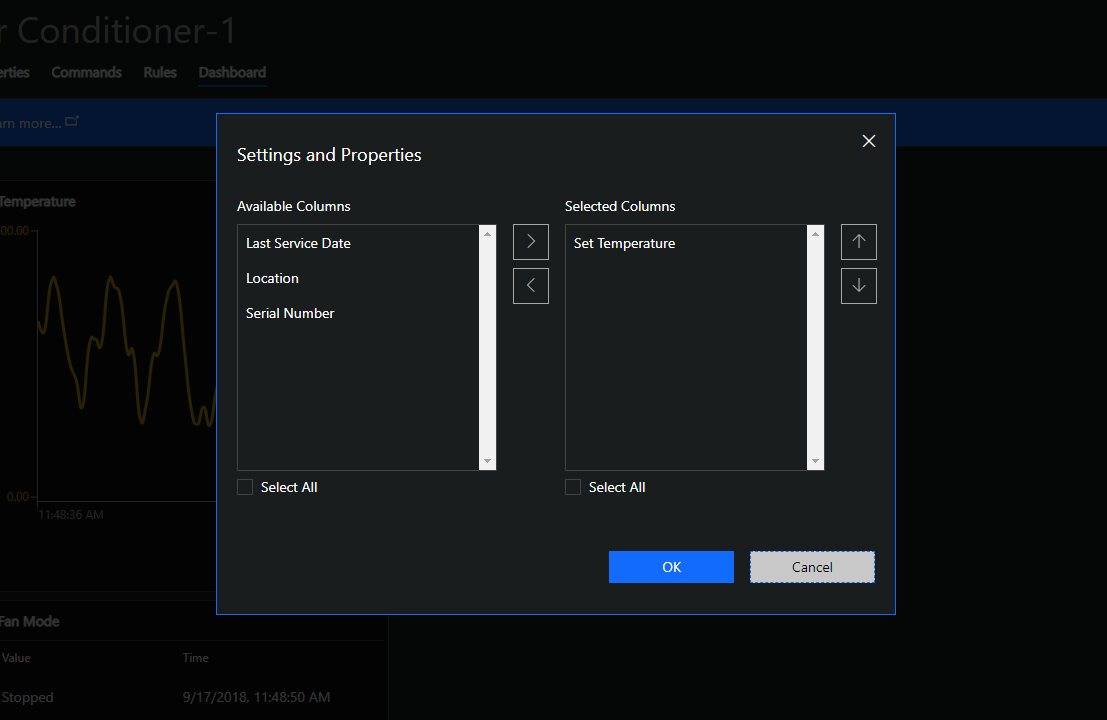 r Conditioner-1
erties Commands Rules Dashboard
arn more...
Settings and Properties
Temperature
Available Columns
Selected Columns
00.00
Last Service Date
Set Temperature
Location
Serial Number
Select All
Select All
0.00
11:48:36 AM
OK
Cancel
Fan Mode
Value Time
Stopped 9/17/2018, 11:48:50 AM